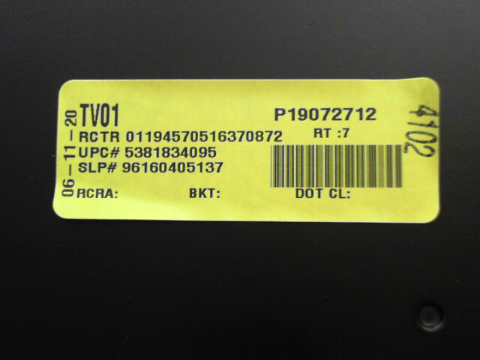 06-11-20
TV01
P19072712
4102
RCTR 01194570516370872
RT :7
UPC# 5381834095
SLP# 96160405137
RCRA: BKT: DOT CL: